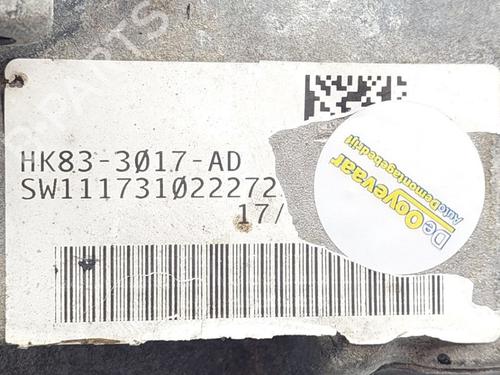 HK83-3017-AD
SW111731022272
17/
De Ooyevaar
AutoDemontagebedrijf